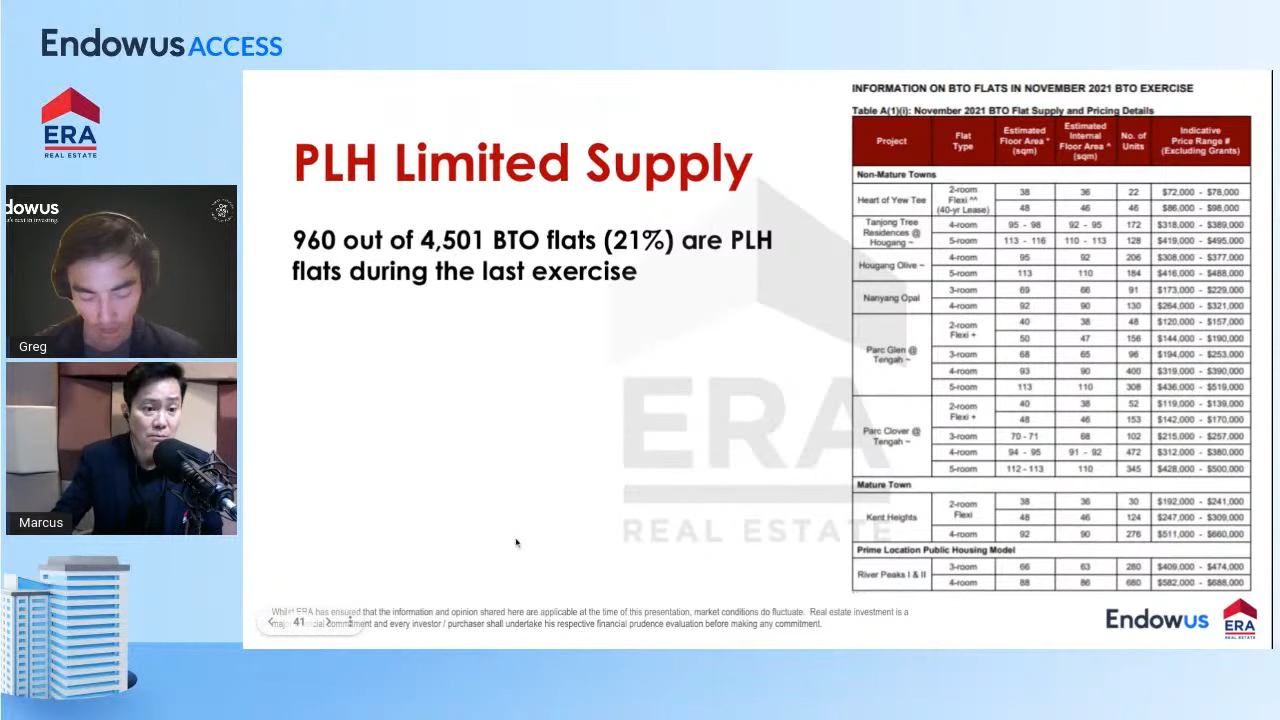 Endowus ACCESS
ERA
REAL ESTATE
dowus
Greg
Marcus
PLH Limited Supply
960 out of 4,501 BTO flats (21%) are PLH
flats during the last exercise
ERA
REAL ESTATE
INFORMATION ON BTO FLATS IN NOVEMBER 2021 BTO EXERCISE
Table A(1)(i): November 2021 BTO Flat Supply and Pricing Details
Project Flat Type Estimated Floor Area * (sqm) Estimated Internal Floor Area ^ (sqm) No. of Units Indicative Price Range # (Excluding Grants)
Non-Mature Towns
Heart of Yew Tee 2-room Flexi ^^ (40-yr Lease) 38 36 22 $72,000 - $78,000
48 46 46 $86,000 - $98,000
Tanjong Tree Residences @ Hougang ~ 4-room 95 - 98 92 - 95 172 $318,000 - $389,000
5-room 113 - 116 110 - 113 128 $419,000 - $495,000
Hougang Olive ~ 4-room 95 92 206 $308,000 - $377,000
5-room 113 110 184 $416,000 - $488,000
Nanyang Opal 3-room 69 66 91 $173,000 - $229,000
4-room 92 90 130 $264,000 - $321,000
Parc Glen @ Tengah ~ 2-room Flexi + 40 38 48 $120,000 - $157,000
50 47 156 $144,000 - $190,000
3-room 68 65 96 $194,000 - $253,000
4-room 93 90 400 $319,000 - $390,000
5-room 113 110 308 $436,000 - $519,000
Parc Clover @ Tengah ~ 2-room Flexi + 40 38 52 $119,000 - $139,000
48 46 153 $142,000 - $170,000
3-room 70 - 71 68 102 $215,000 - $257,000
4-room 94 - 95 91 - 92 472 $312,000 - $380,000
5-room 112 - 113 110 345 $428,000 - $500,000
Mature Town
Kent Heights 2-room Flexi 38 36 30 $192,000 - $241,000
48 46 124 $247,000 - $309,000
4-room 92 90 276 $511,000 - $660,000
Prime Location Public Housing Model
River Peaks I & II 3-room 66 63 280 $409,000 - $474,000
4-room 88 86 680 $582,000 - $688,000
Whilst ERA has ensured that the information and opinion shared here are applicable at the time of this presentation, market conditions do fluctuate. Real estate investment is a
major financial commitment and every investor / purchaser shall undertake his respective financial prudence evaluation before making any commitment.
41
Endowus
ERA
REAL ESTATE